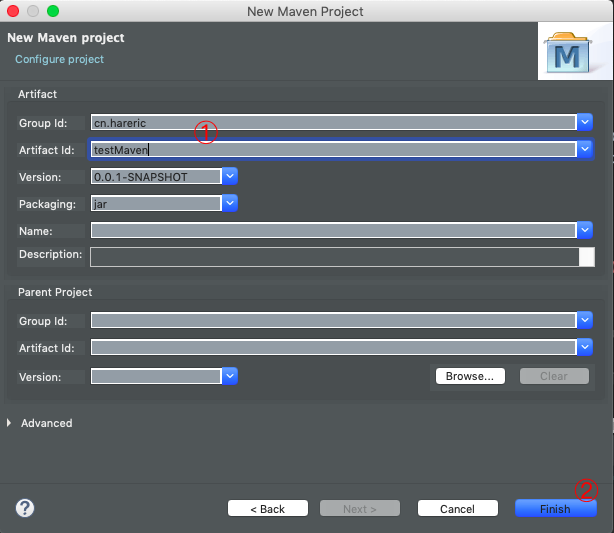 New Maven Project
New Maven project
Configure project
M
Artifact
Group Id: cn.hareric
①
Artifact Id: testMaven
Version: 0.0.1-SNAPSHOT
Packaging: jar
Name:
Description:
Parent Project
Group Id:
Artifact Id:
Version: Browse... Clear
Advanced
②
? < Back Next > Cancel Finish